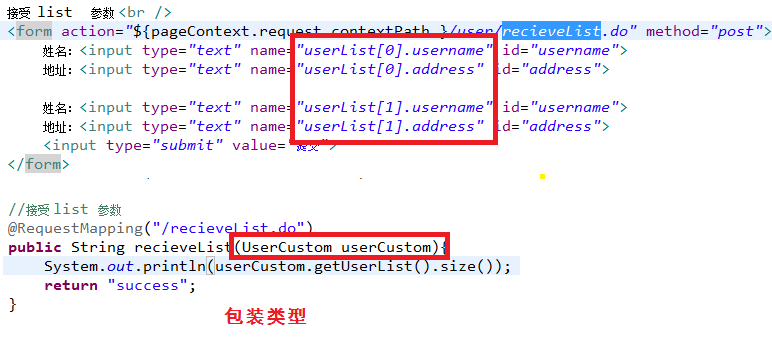 接受 list  参数<br />
<form action="${pageContext.request.contextPath }/user/recieveList.do" method="post">
姓名：<input type="text" name="userList[0].username" id="username">
地址：<input type="text" name="userList[0].address" id="address">
姓名：<input type="text" name="userList[1].username" id="username">
地址：<input type="text" name="userList[1].address" id="address">
<input type="submit" value="提交">
</form>
//接受 list 参数
@RequestMapping("/recieveList.do")
public String recieveList(UserCustom userCustom){
System.out.println(userCustom.getUserList().size());
return "success";
}
包装类型